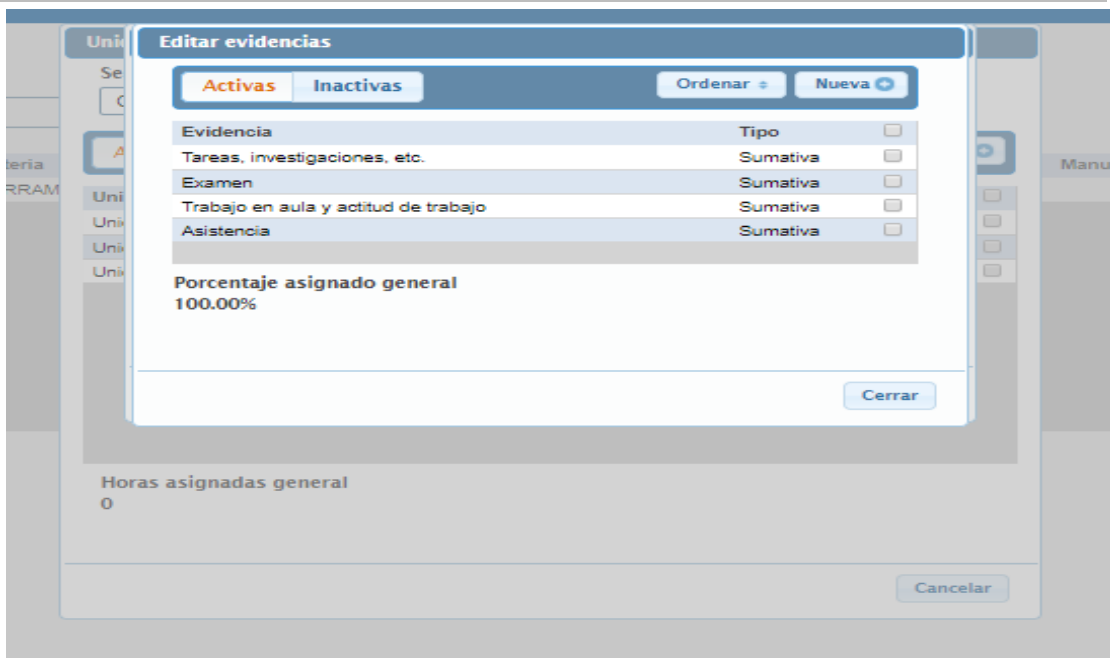 Editar evidencias
Activas Inactivas Ordenar Nueva
Evidencia Tipo
Tareas, investigaciones, etc. Sumativa
Examen Sumativa
Trabajo en aula y actitud de trabajo Sumativa
Asistencia Sumativa
Porcentaje asignado general
100.00%
Cerrar
Horas asignadas general
0
Cancelar